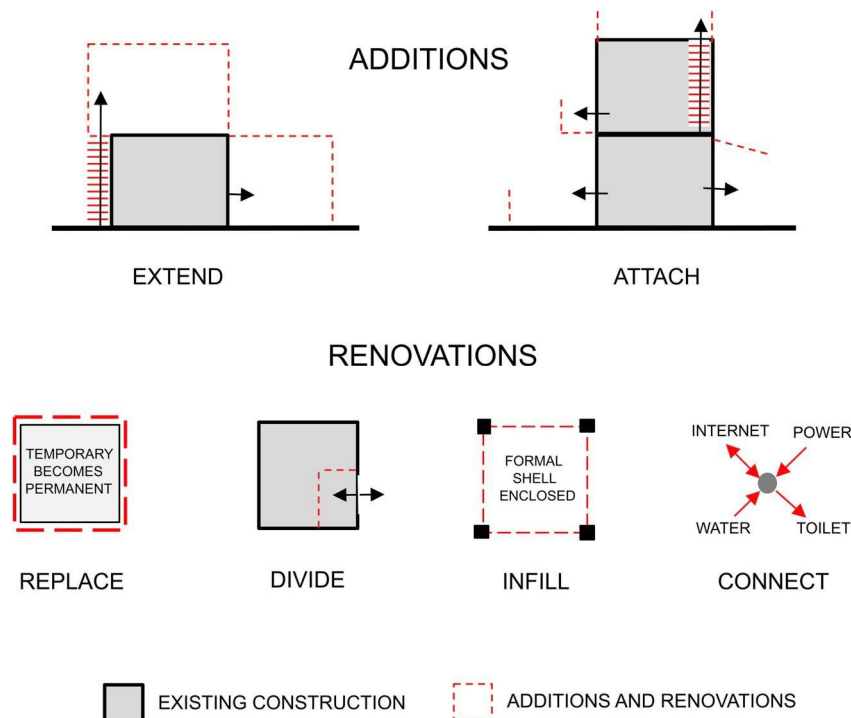 ADDITIONS
EXTEND
ATTACH
RENOVATIONS
TEMPORARY
BECOMES
PERMANENT
REPLACE
DIVIDE
FORMAL
SHELL
ENCLOSED
INFILL
INTERNET
POWER
WATER
TOILET
CONNECT
EXISTING CONSTRUCTION
ADDITIONS AND RENOVATIONS